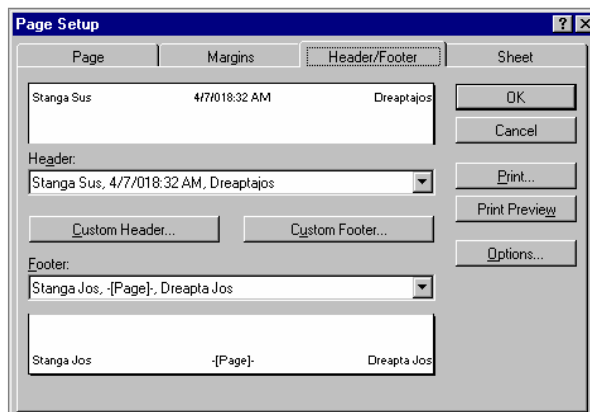 Page Setup
Page Margins Header/Footer Sheet
Stanga Sus 4/7/018:32 AM Dreaptajos
OK
Cancel
Header:
Stanga Sus, 4/7/018:32 AM, Dreaptajos
Print...
Print Preview
Custom Header... Custom Footer...
Options...
Footer:
Stanga Jos, -[Page]-, Dreapta Jos
Stanga Jos -[Page]- Dreapta Jos